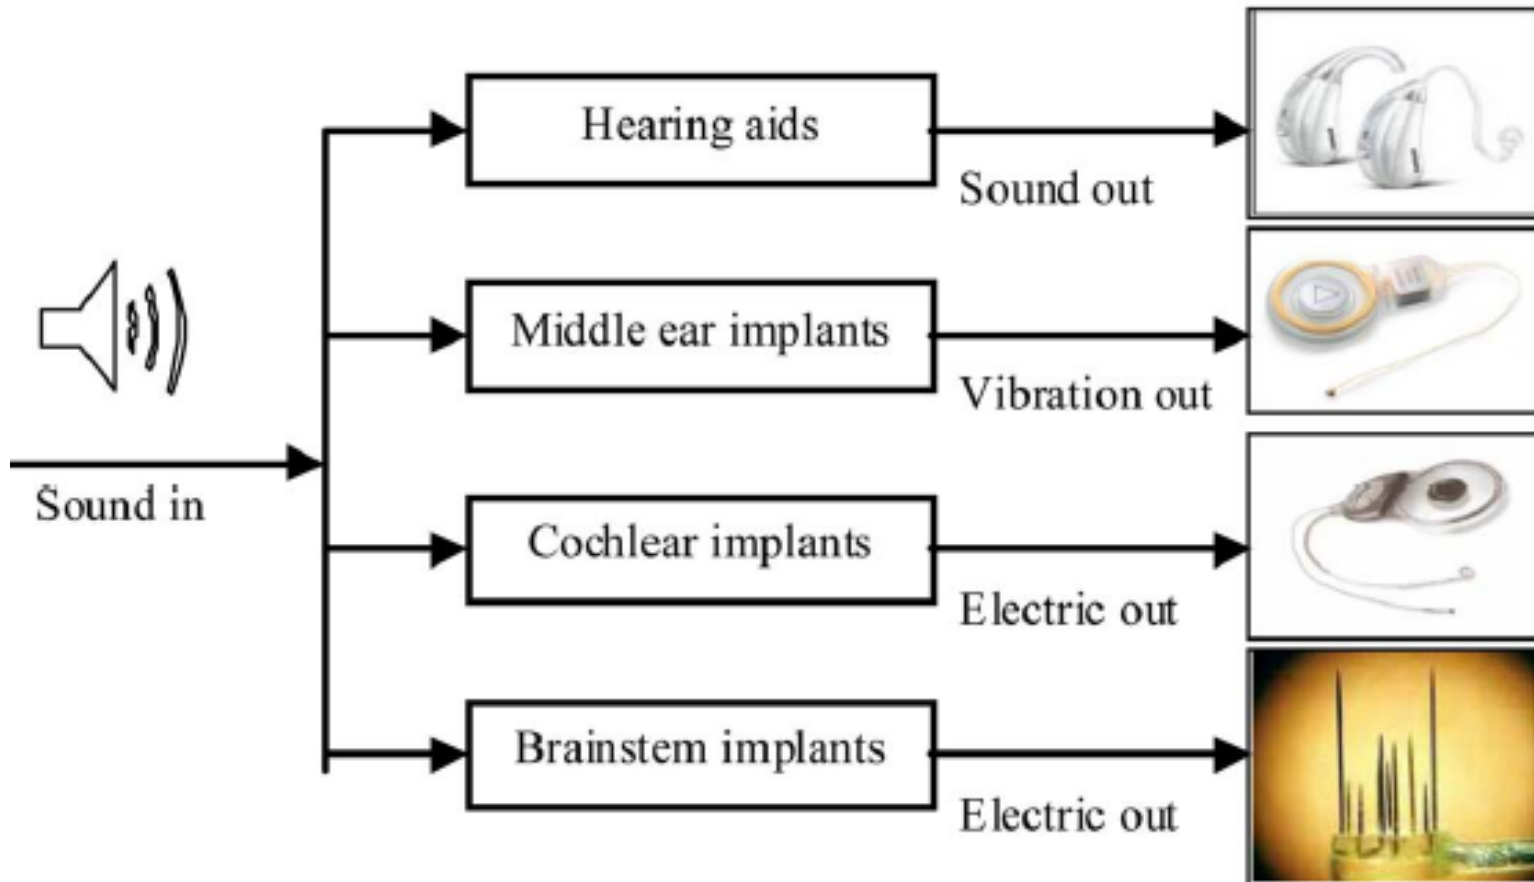 Hearing aids
Sound out
Middle ear implants
Vibration out
Sound in
Cochlear implants
Electric out
Brainstem implants
Electric out